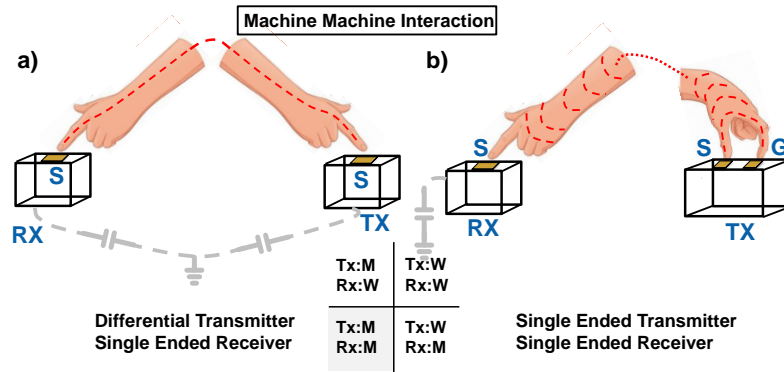 Machine Machine Interaction
a)
b)
S
S
S
S
G
RX
TX
RX
TX
Tx:M
Rx:W
Tx:W
Rx:W
Tx:M
Rx:M
Tx:W
Rx:M
Differential Transmitter
Single Ended Receiver
Single Ended Transmitter
Single Ended Receiver